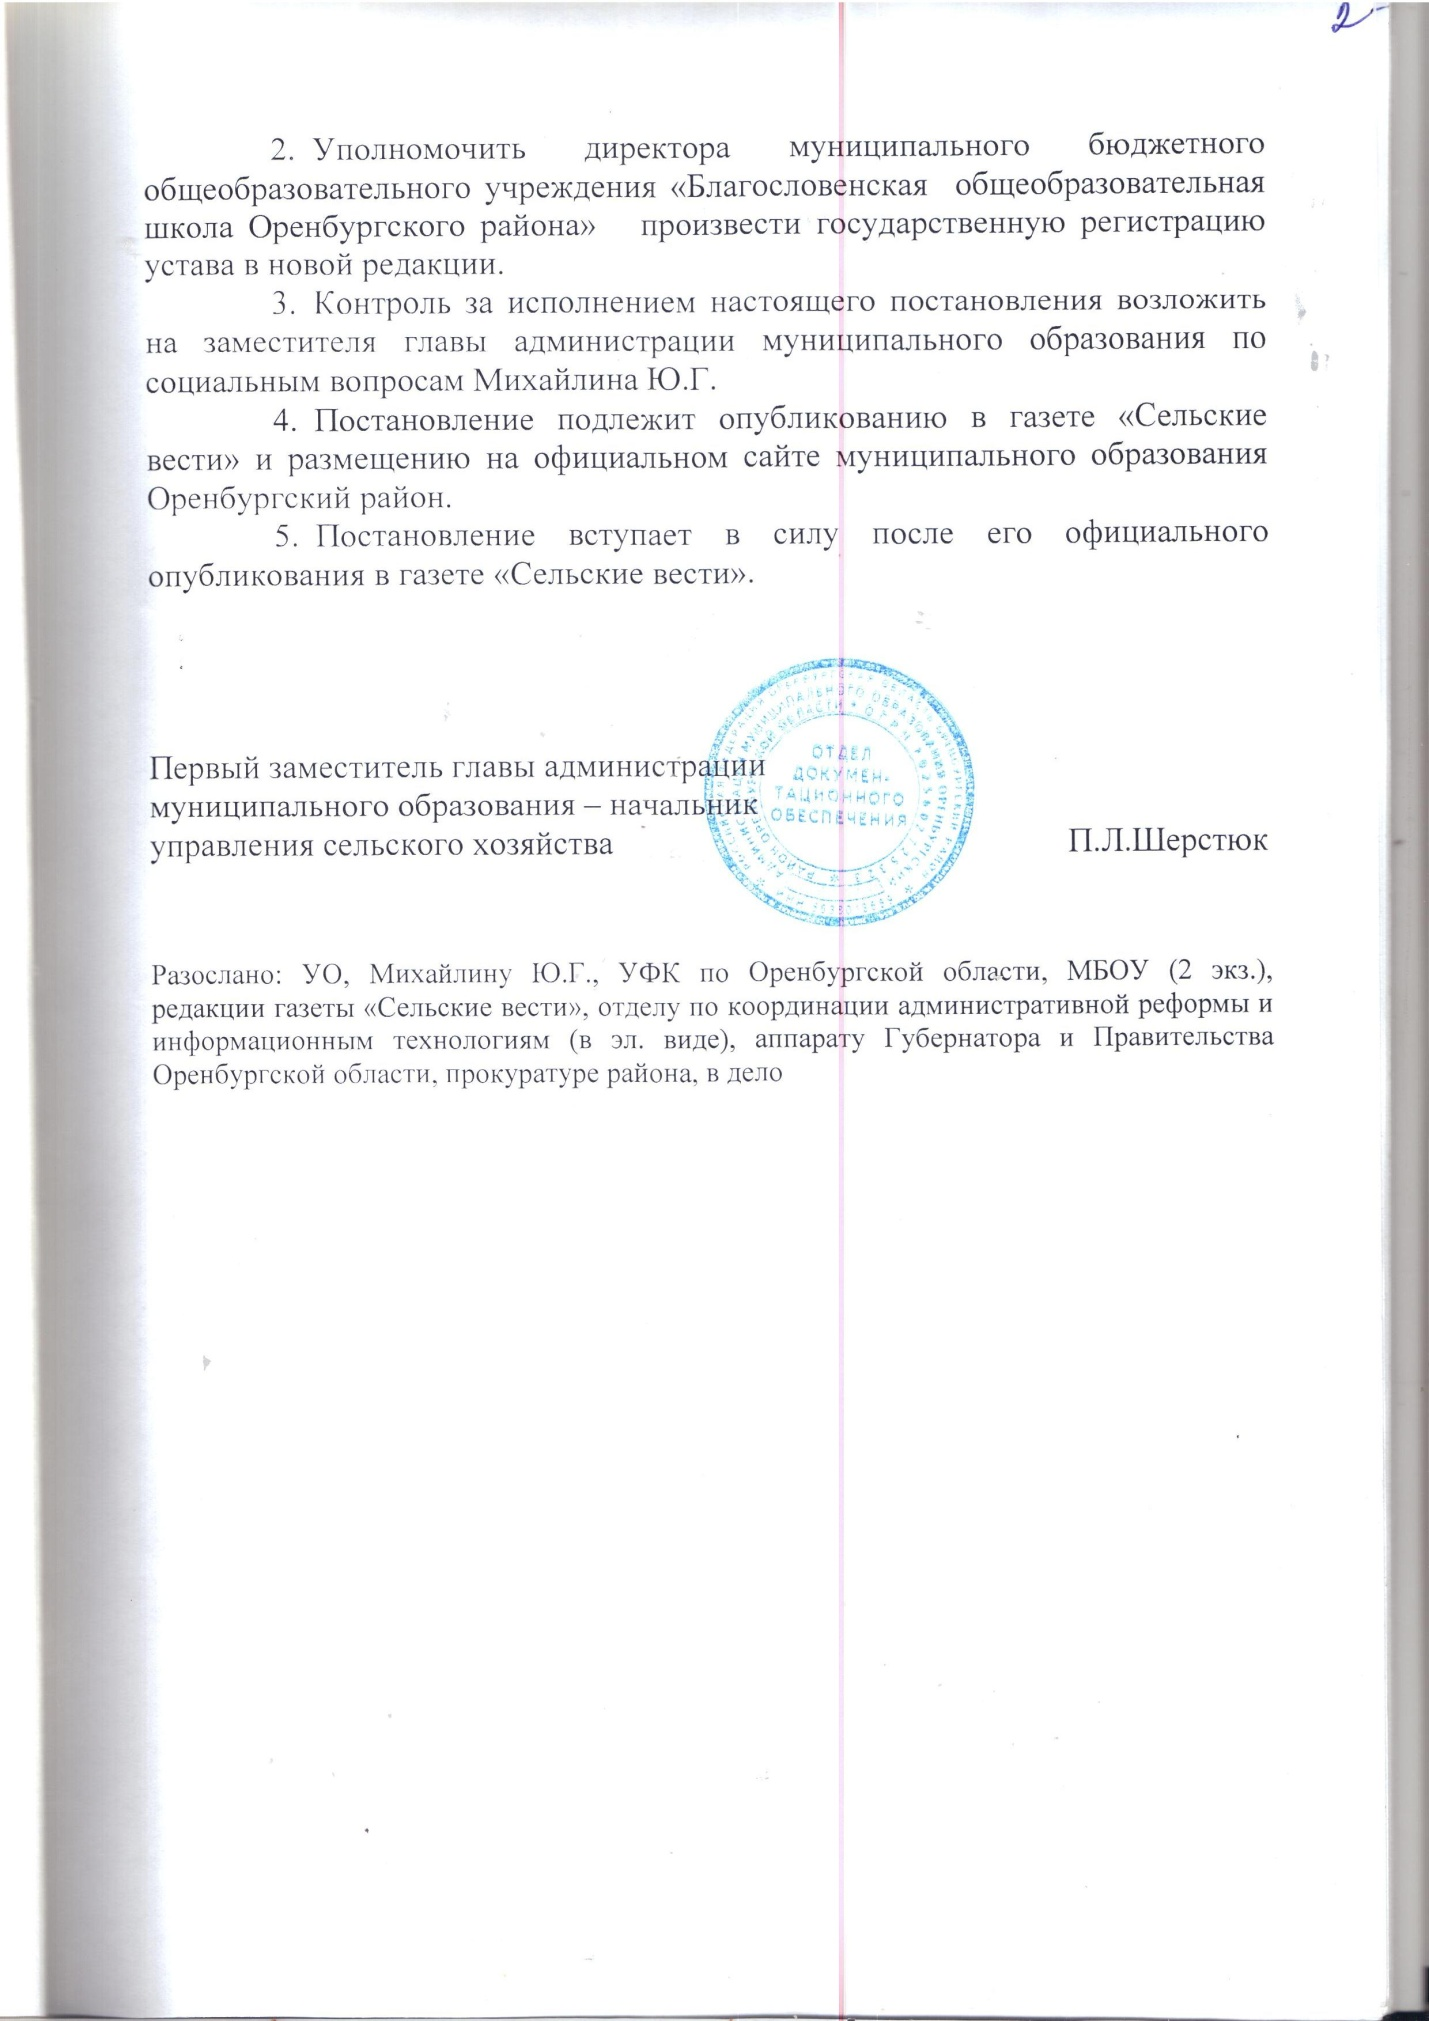 2
2. Уполномочить директора муниципального бюджетного
общеобразовательного учреждения «Благословенская общеобразовательная
школа Оренбургского района» произвести государственную регистрацию
устава в новой редакции.
3. Контроль за исполнением настоящего постановления возложить
на заместителя главы администрации муниципального образования по
социальным вопросам Михайлина Ю.Г.
4. Постановление подлежит опубликованию в газете «Сельские
вести» и размещению на официальном сайте муниципального образования
Оренбургский район.
5. Постановление вступает в силу после его официального
опубликования в газете «Сельские вести».
ОТДЕЛ
ДОКУМЕН-
ТАЦИОННОГО
ОБЕСПЕЧЕНИЯ
Первый заместитель главы администрации
муниципального образования – начальник
управления сельского хозяйства П.Л.Шерстюк
Разослано: УО, Михайлину Ю.Г., УФК по Оренбургской области, МБОУ (2 экз.),
редакции газеты «Сельские вести», отделу по координации административной реформы и
информационным технологиям (в эл. виде), аппарату Губернатора и Правительства
Оренбургской области, прокуратуре района, в дело